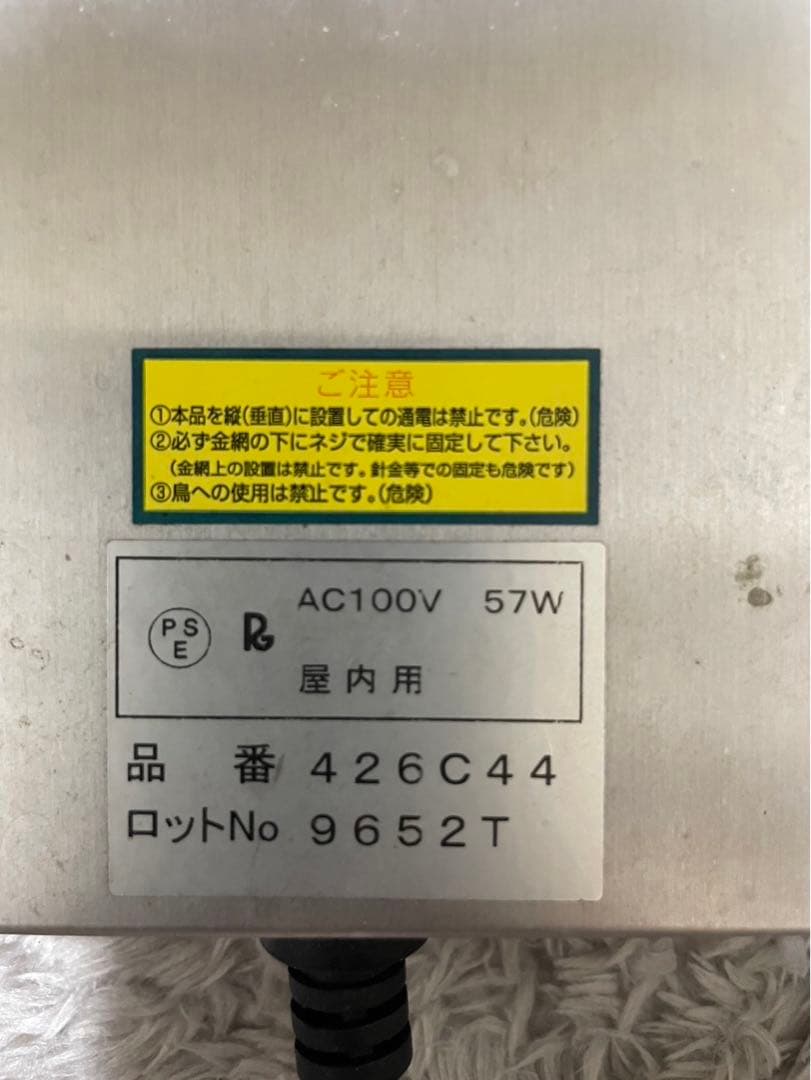 ご注意
①本品を縦(垂直)に設置しての通電は禁止です。(危険)
②必ず金網の下にネジで確実に固定して下さい。
(金網上の設置は禁止です。針金等での固定も危険です)
③鳥への使用は禁止です。(危険)
PS
E
AC100V 57W
屋内用
品番 426C44
ロットNo 9652T